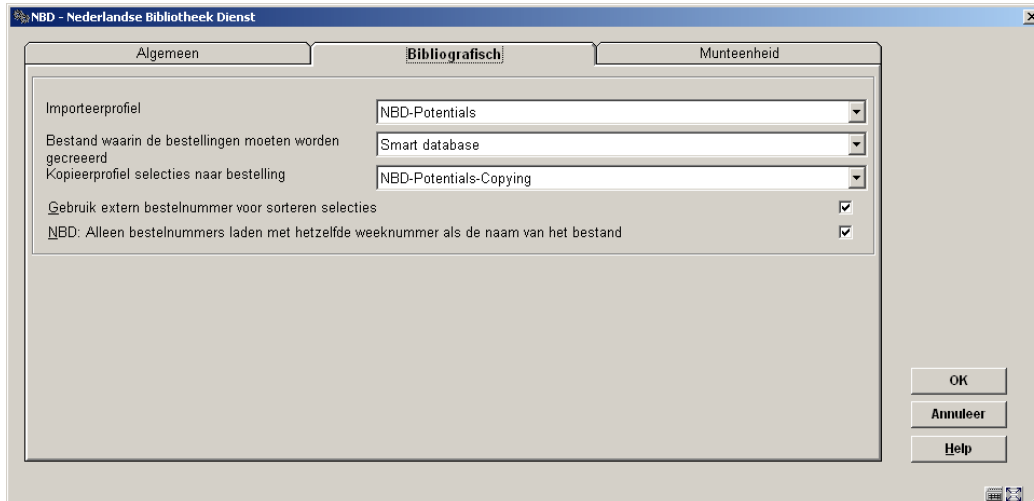 NBD - Nederlandse Bibliotheek Dienst
Algemeen
Bibliografisch
Munteenheid
Importeerprofiel
NBD-Potentials
Bestand waarin de bestellingen moeten worden
gecreeerd
Smart database
Kopieerprofiel selecties naar bestelling
NBD-Potentials-Copying
Gebruik extern bestelnummer voor sorteren selecties
NBD: Alleen bestelnummers laden met hetzelfde weeknummer als de naam van het bestand
OK
Annuleer
Help